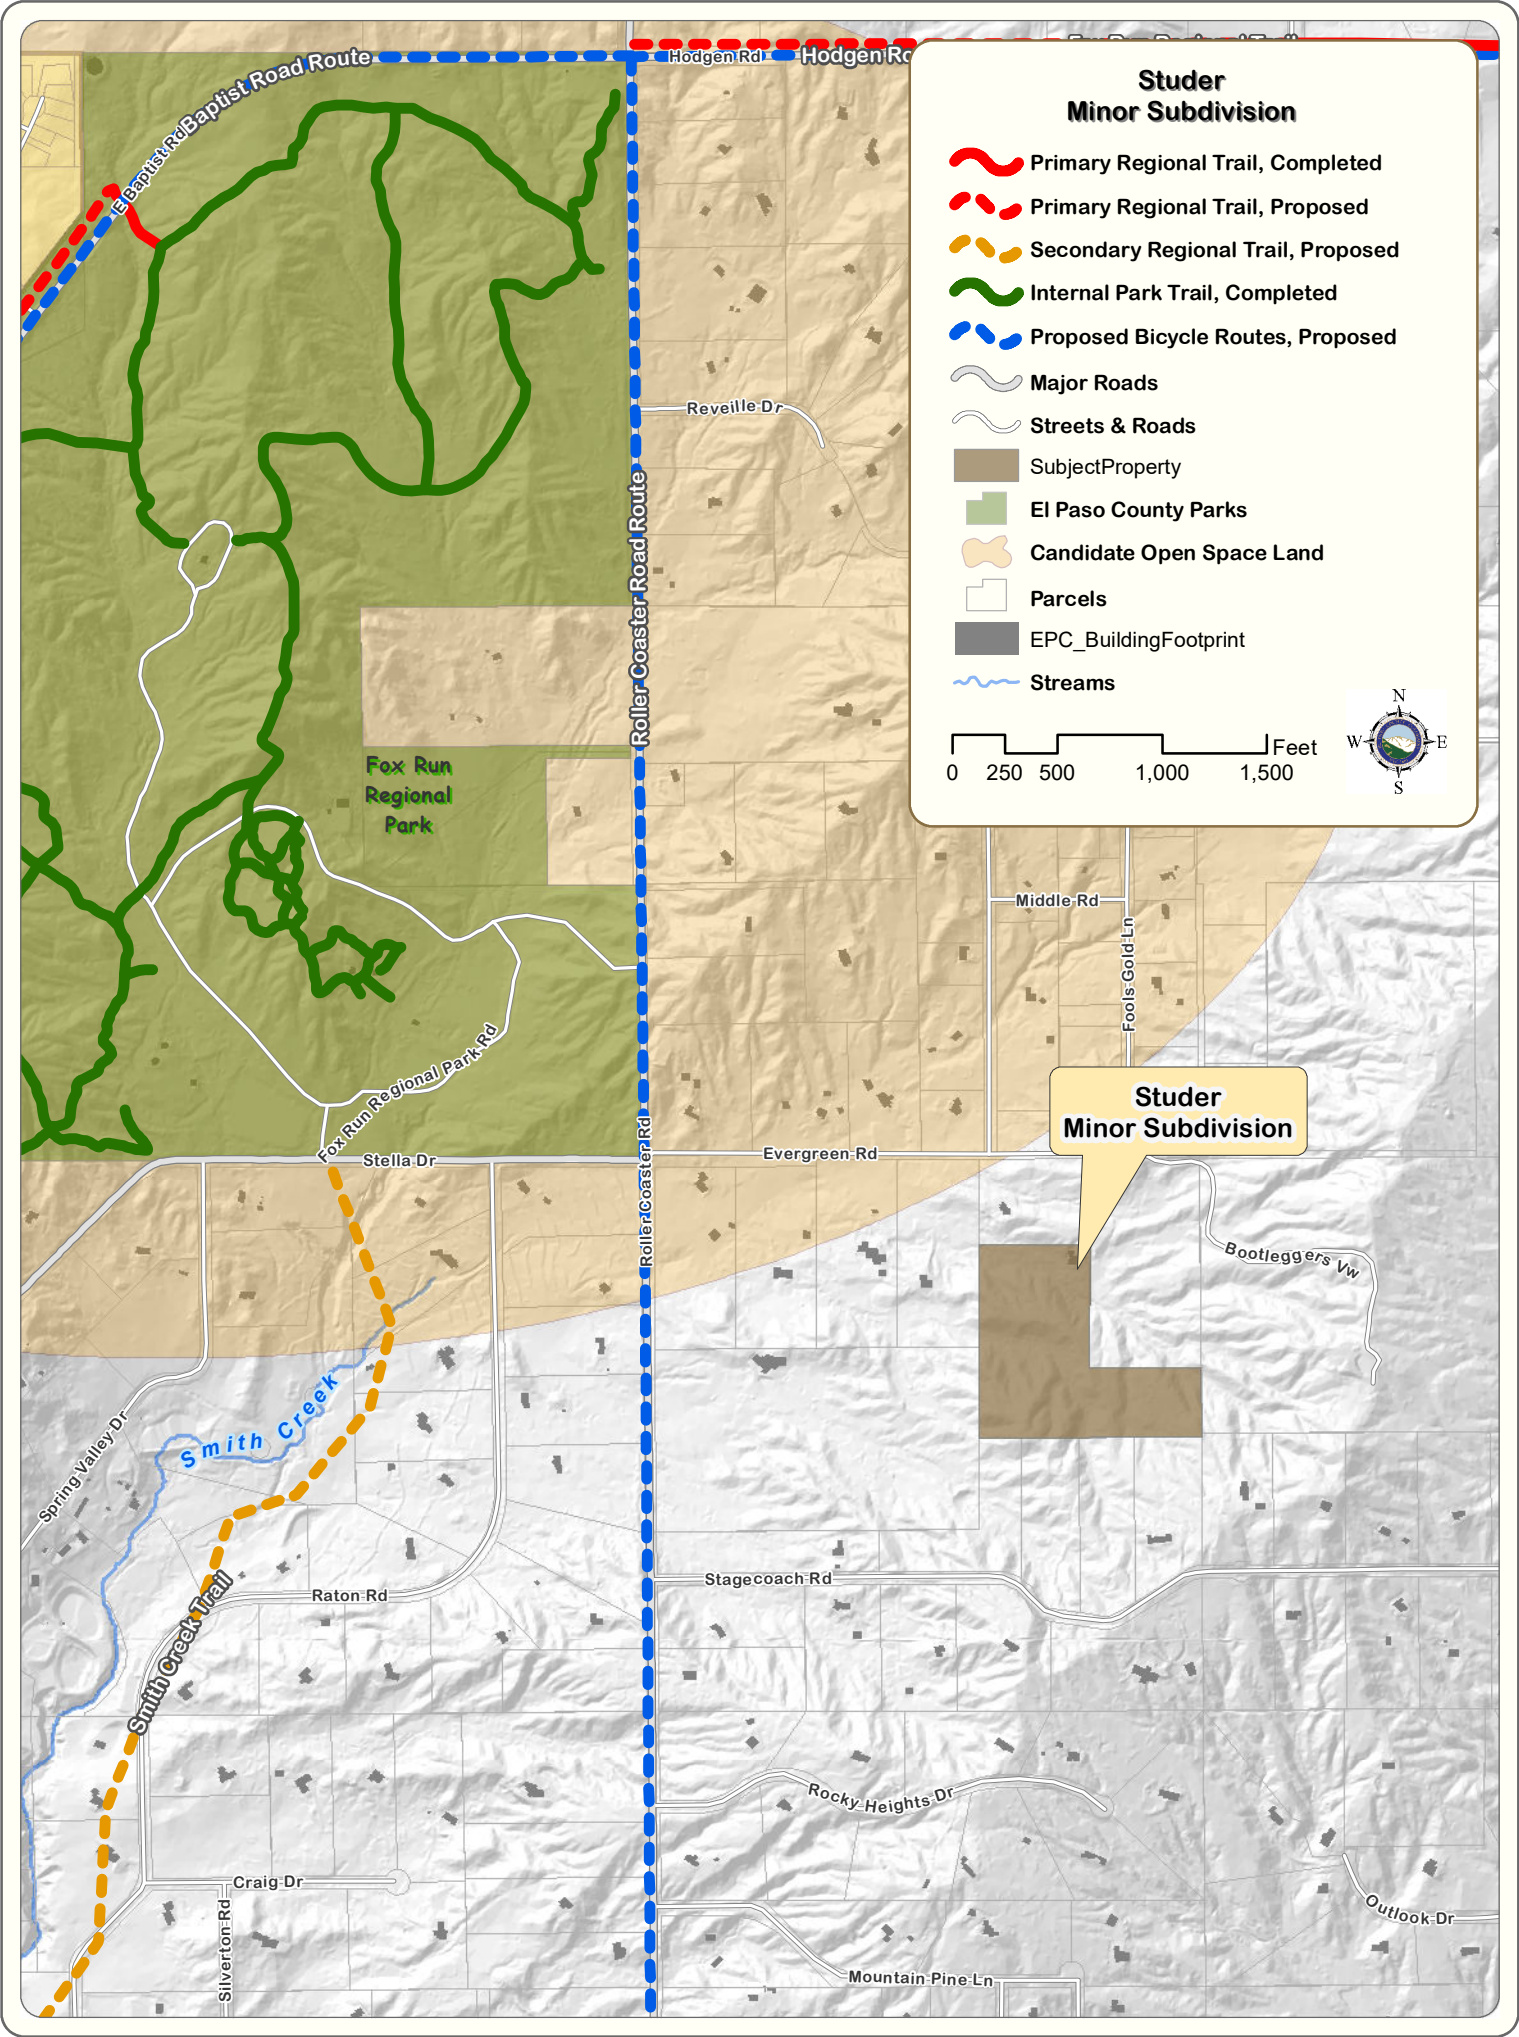 Baptist Road Route
Hodgen Rd
E Baptist Rd
Studer
Minor Subdivision
Primary Regional Trail, Completed
Primary Regional Trail, Proposed
Secondary Regional Trail, Proposed
Internal Park Trail, Completed
Proposed Bicycle Routes, Proposed
Major Roads
Streets & Roads
SubjectProperty
El Paso County Parks
Candidate Open Space Land
Parcels
EPC_BuildingFootprint
Streams
Feet
0 250 500 1,000 1,500
N
W E
S
Reveille Dr
Roller Coaster Road Route
Fox Run
Regional
Park
Middle Rd
Fools Gold Ln
Fox Run Regional Park Rd
Studer
Minor Subdivision
Stella Dr
Evergreen Rd
Roller Coaster Rd
Bootleggers Vw
Smith Creek
Spring Valley Dr
Stagecoach Rd
Raton Rd
Smith Creek Trail
Rocky Heights Dr
Craig Dr
Silverton Rd
Outlook Dr
Mountain Pine Ln